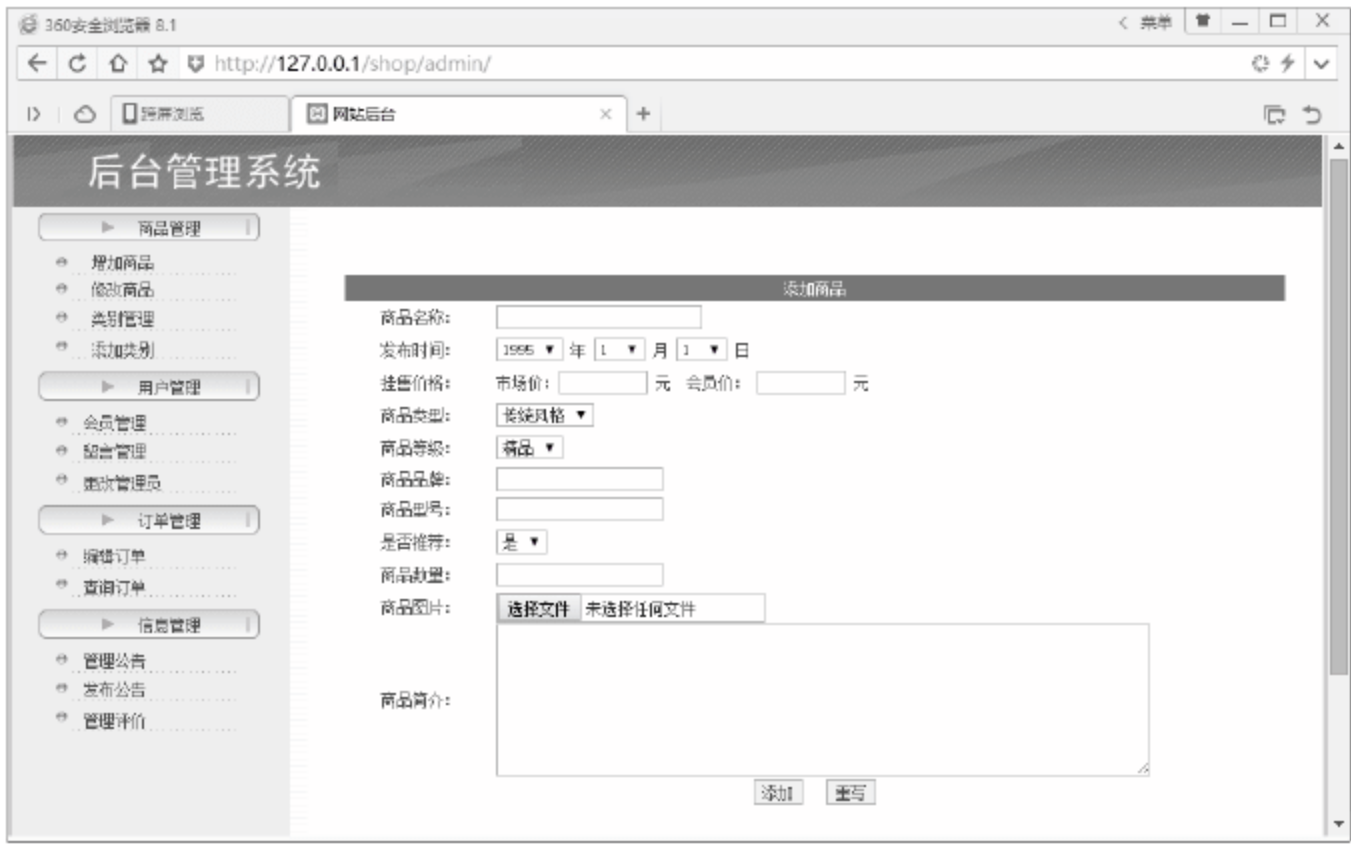 360安全浏览器 8.1
菜单
http://127.0.0.1/shop/admin/
跨屏浏览
网站后台
后台管理系统
商品管理
增加商品
修改商品
类别管理
添加类别
用户管理
会员管理
留言管理
更改管理员
订单管理
编辑订单
查询订单
信息管理
管理公告
发布公告
管理评价
添加商品
商品名称:
发布时间: 1995 年 1 月 1 日
挂售价格: 市场价: 元 会员价: 元
商品类型: 传统风格
商品等级: 精品
商品品牌:
商品型号:
是否推荐: 是
商品数量:
商品图片: 选择文件 未选择任何文件
商品简介:
添加 重写